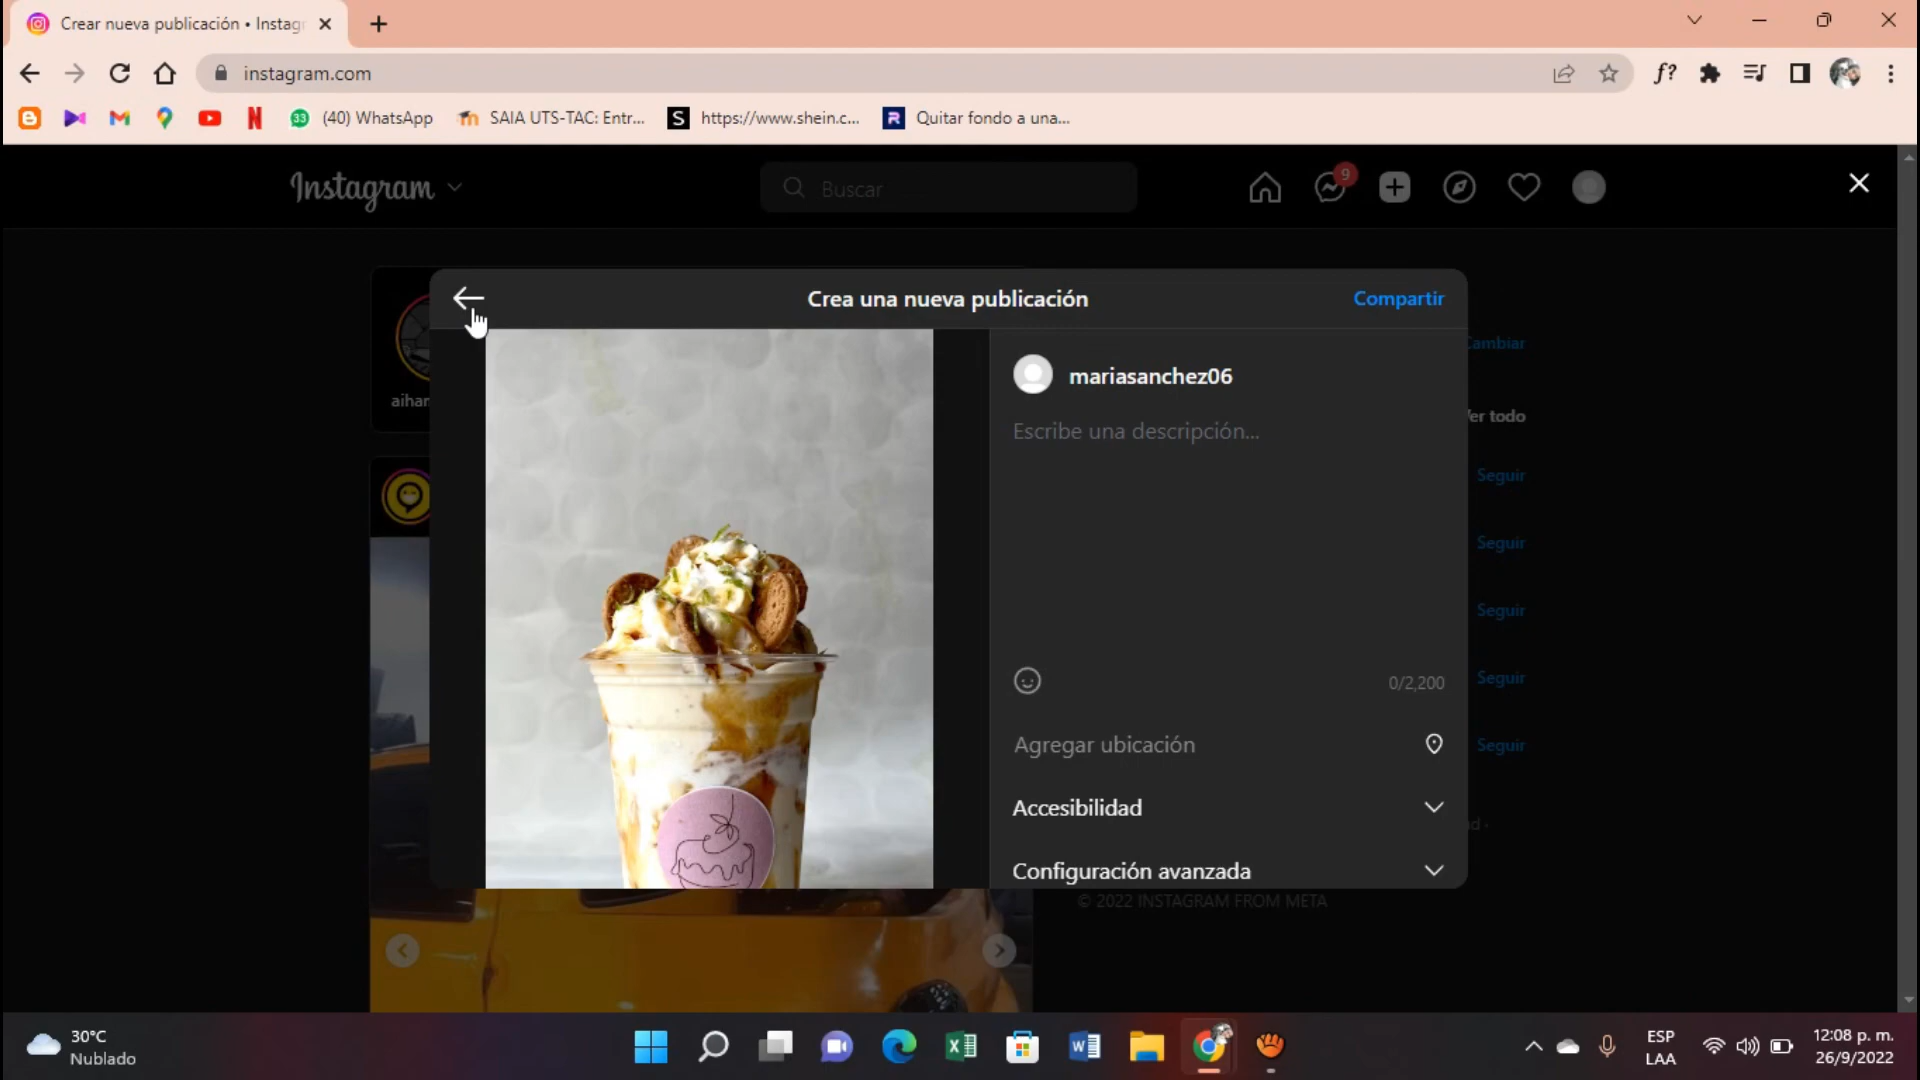 Crear nueva publicación • Instag
instagram.com
f?
33
(40) WhatsApp
SAIA UTS-TAC: Entr...
S
https://www.shein.c...
R
Quitar fondo a una...
Instagram
Buscar
9
Crea una nueva publicación
Compartir
Cambiar
mariasanchez06
aihar
Ver todo
Escribe una descripción...
Seguir
Seguir
Seguir
Seguir
0/2,200
Seguir
Agregar ubicación
Accesibilidad
Configuración avanzada
© 2022 INSTAGRAM FROM META
30°C
Nublado
ESP
LAA
12:08 p. m.
26/9/2022